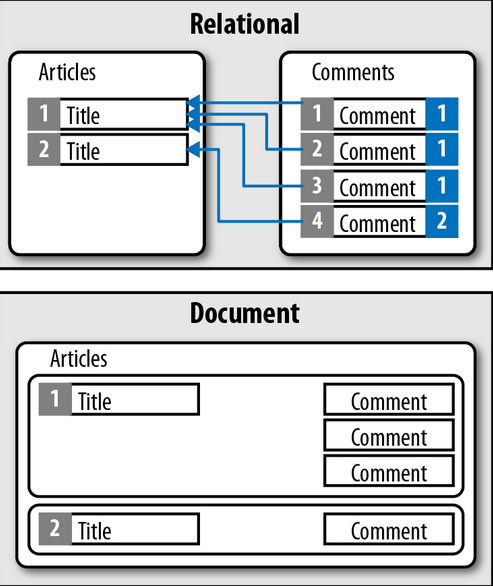 Relational
Articles
1 Title
2 Title
Comments
1 Comment 1
2 Comment 1
3 Comment 1
4 Comment 2
Document
Articles
1 Title
Comment
Comment
Comment
2 Title
Comment